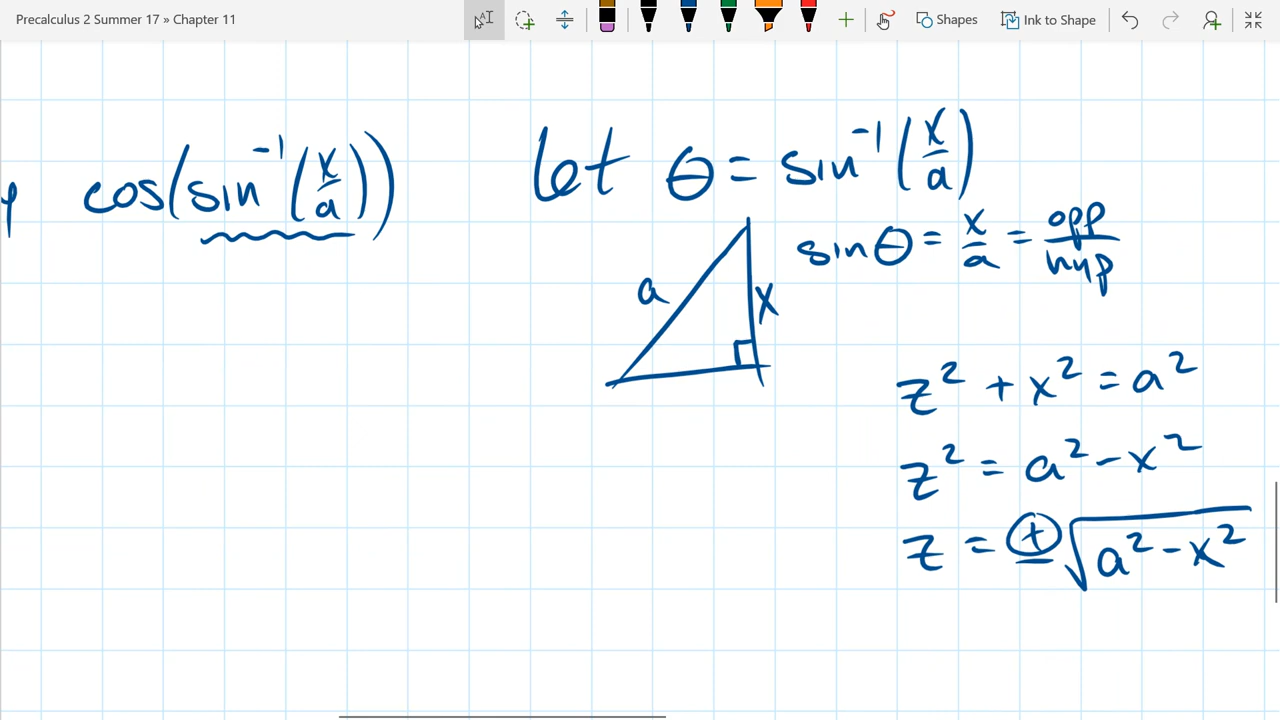 Precalculus 2 Summer 17 » Chapter 11
Shapes
Ink to Shape
cos(sin⁻¹(x/a))
let θ = sin⁻¹(x/a)
sin θ = x/a = opp/hyp
a
x
z² + x² = a²
z² = a² - x²
z = ± √(a² - x²)